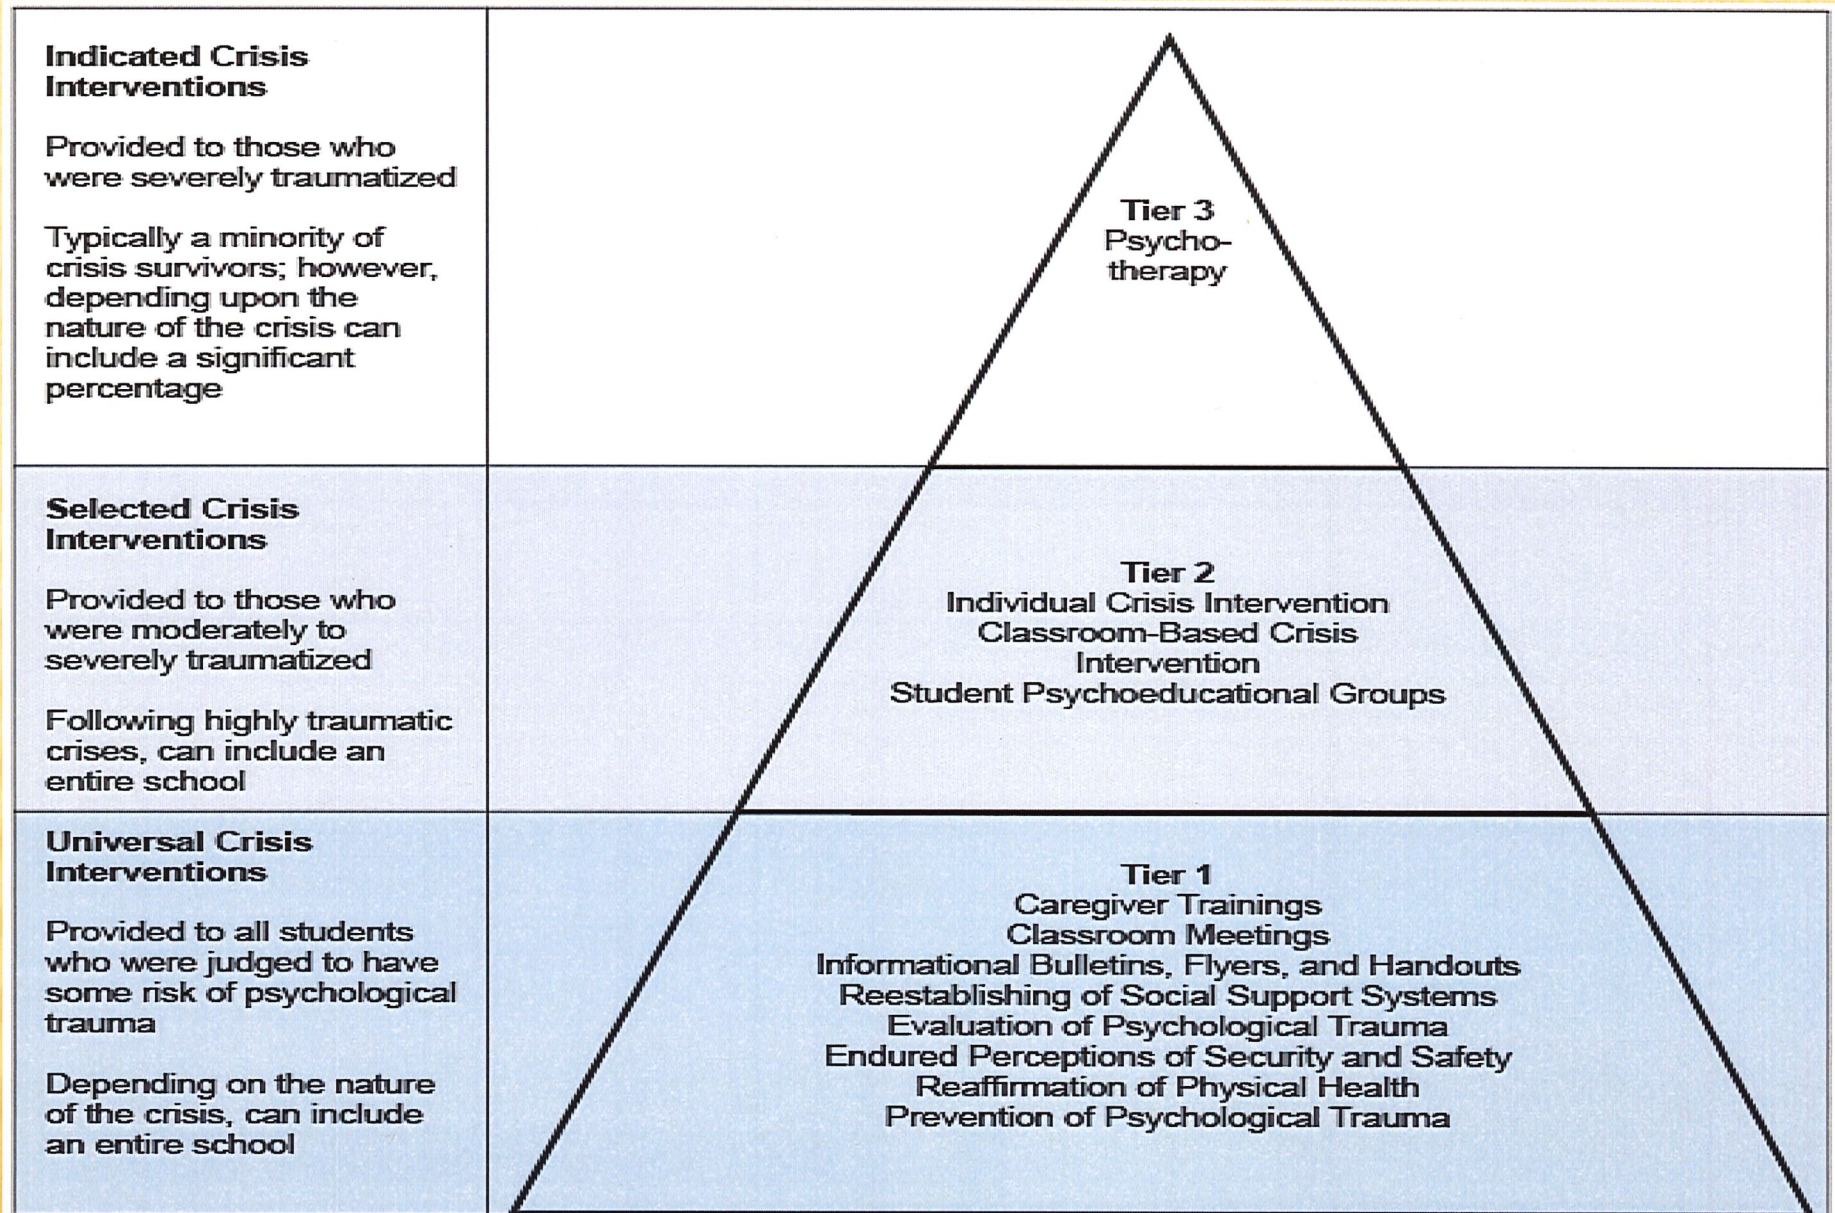 Indicated Crisis
Interventions
Provided to those who
were severely traumatized
Typically a minority of
crisis survivors; however,
depending upon the
nature of the crisis can
include a significant
percentage
Tier 3
Psycho-
therapy
Selected Crisis
Interventions
Provided to those who
were moderately to
severely traumatized
Following highly traumatic
crises, can include an
entire school
Tier 2
Individual Crisis Intervention
Classroom-Based Crisis
Intervention
Student Psychoeducational Groups
Universal Crisis
Interventions
Provided to all students
who were judged to have
some risk of psychological
trauma
Depending on the nature
of the crisis, can include
an entire school
Tier 1
Caregiver Trainings
Classroom Meetings
Informational Bulletins, Flyers, and Handouts
Reestablishing of Social Support Systems
Evaluation of Psychological Trauma
Endured Perceptions of Security and Safety
Reaffirmation of Physical Health
Prevention of Psychological Trauma